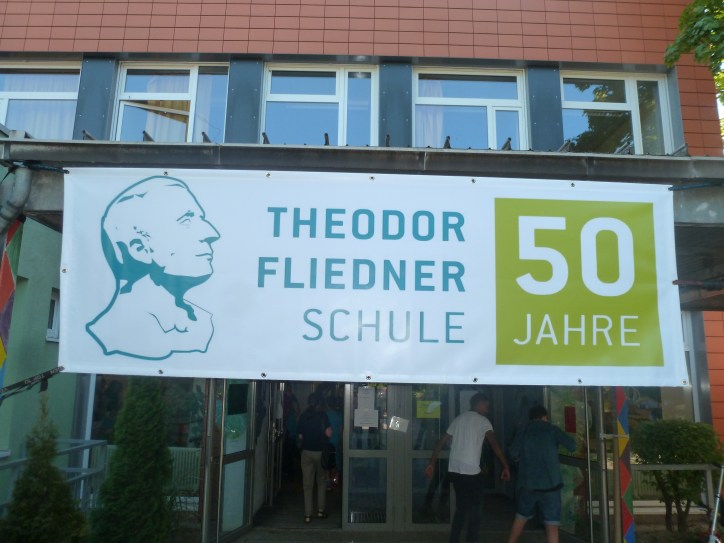 THEODOR
FLIEDNER
SCHULE
50
JAHRE